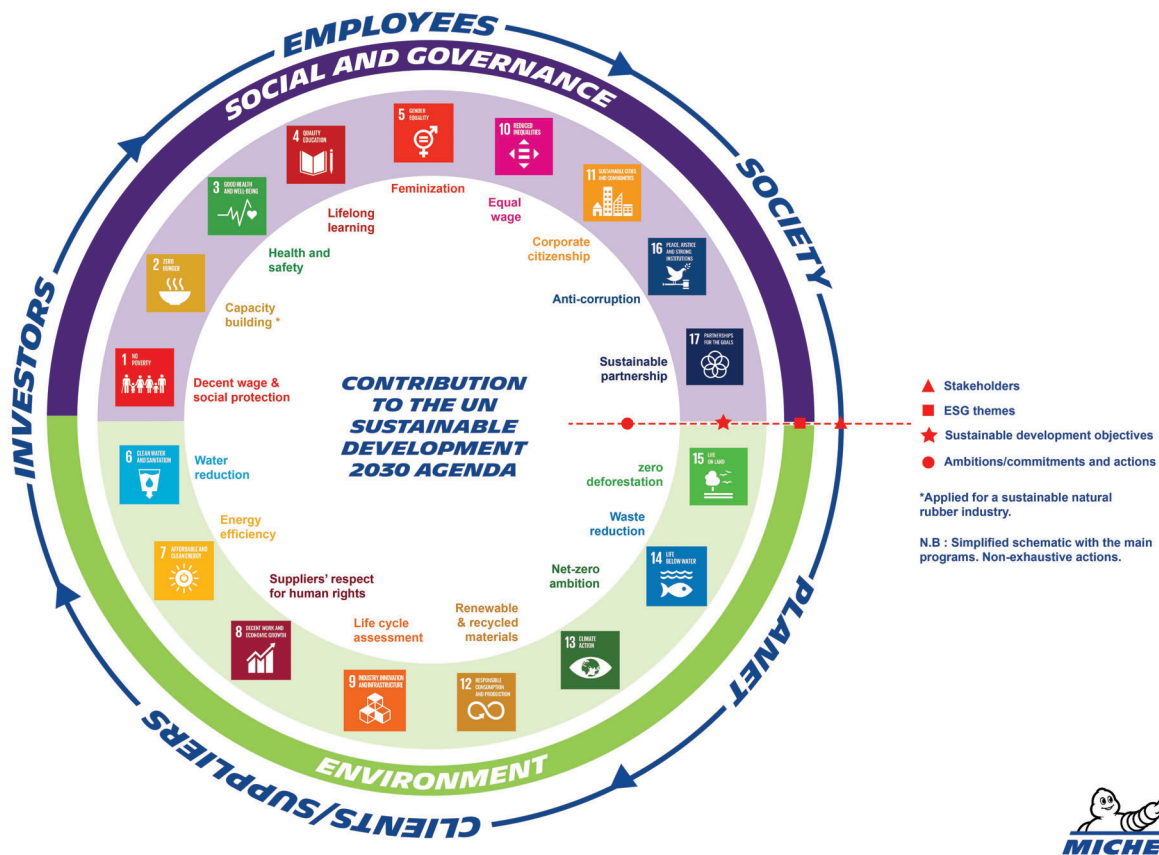 EMPLOYEES
SOCIAL AND GOVERNANCE
SOCIETY
INVESTORS
5 GENDER
EQUALITY
Feminization
4 QUALITY
EDUCATION
Lifelong
learning
10 REDUCED
INEQUALITIES
Equal
wage
3 GOOD HEALTH
AND WELL-BEING
Health and
safety
11 SUSTAINABLE CITIES
AND COMMUNITIES
Corporate
citizenship
2 ZERO
HUNGER
Capacity
building *
16 PEACE, JUSTICE
AND STRONG
INSTITUTIONS
Anti-corruption
1 NO
POVERTY
Decent wage &
social protection
17 PARTNERSHIPS
FOR THE GOALS
Sustainable
partnership
CONTRIBUTION
TO THE UN
SUSTAINABLE
DEVELOPMENT
2030 AGENDA
6 CLEAN WATER
AND SANITATION
Water
reduction
15 LIFE
ON LAND
zero
deforestation
7 AFFORDABLE AND
CLEAN ENERGY
Energy
efficiency
14 LIFE
BELOW WATER
Waste
reduction
8 DECENT WORK AND
ECONOMIC GROWTH
Suppliers' respect
for human rights
13 CLIMATE
ACTION
Net-zero
ambition
9 INDUSTRY, INNOVATION
AND INFRASTRUCTURE
Life cycle
assessment
12 RESPONSIBLE
CONSUMPTION
AND PRODUCTION
Renewable
& recycled
materials
ENVIRONMENT
PLANET
CLIENTS/SUPPLIERS
Stakeholders
ESG themes
Sustainable development objectives
Ambitions/commitments and actions
*Applied for a sustainable natural
rubber industry.
N.B : Simplified schematic with the main
programs. Non-exhaustive actions.
MICHE